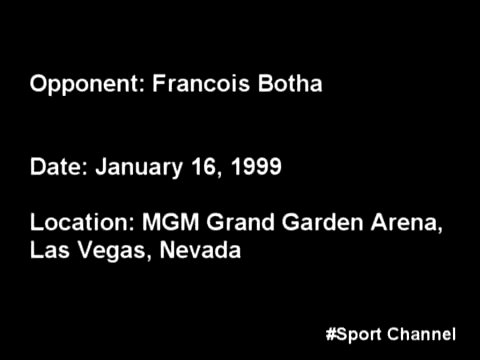 Opponent: Francois Botha
Date: January 16, 1999
Location: MGM Grand Garden Arena,
Las Vegas, Nevada
#Sport Channel